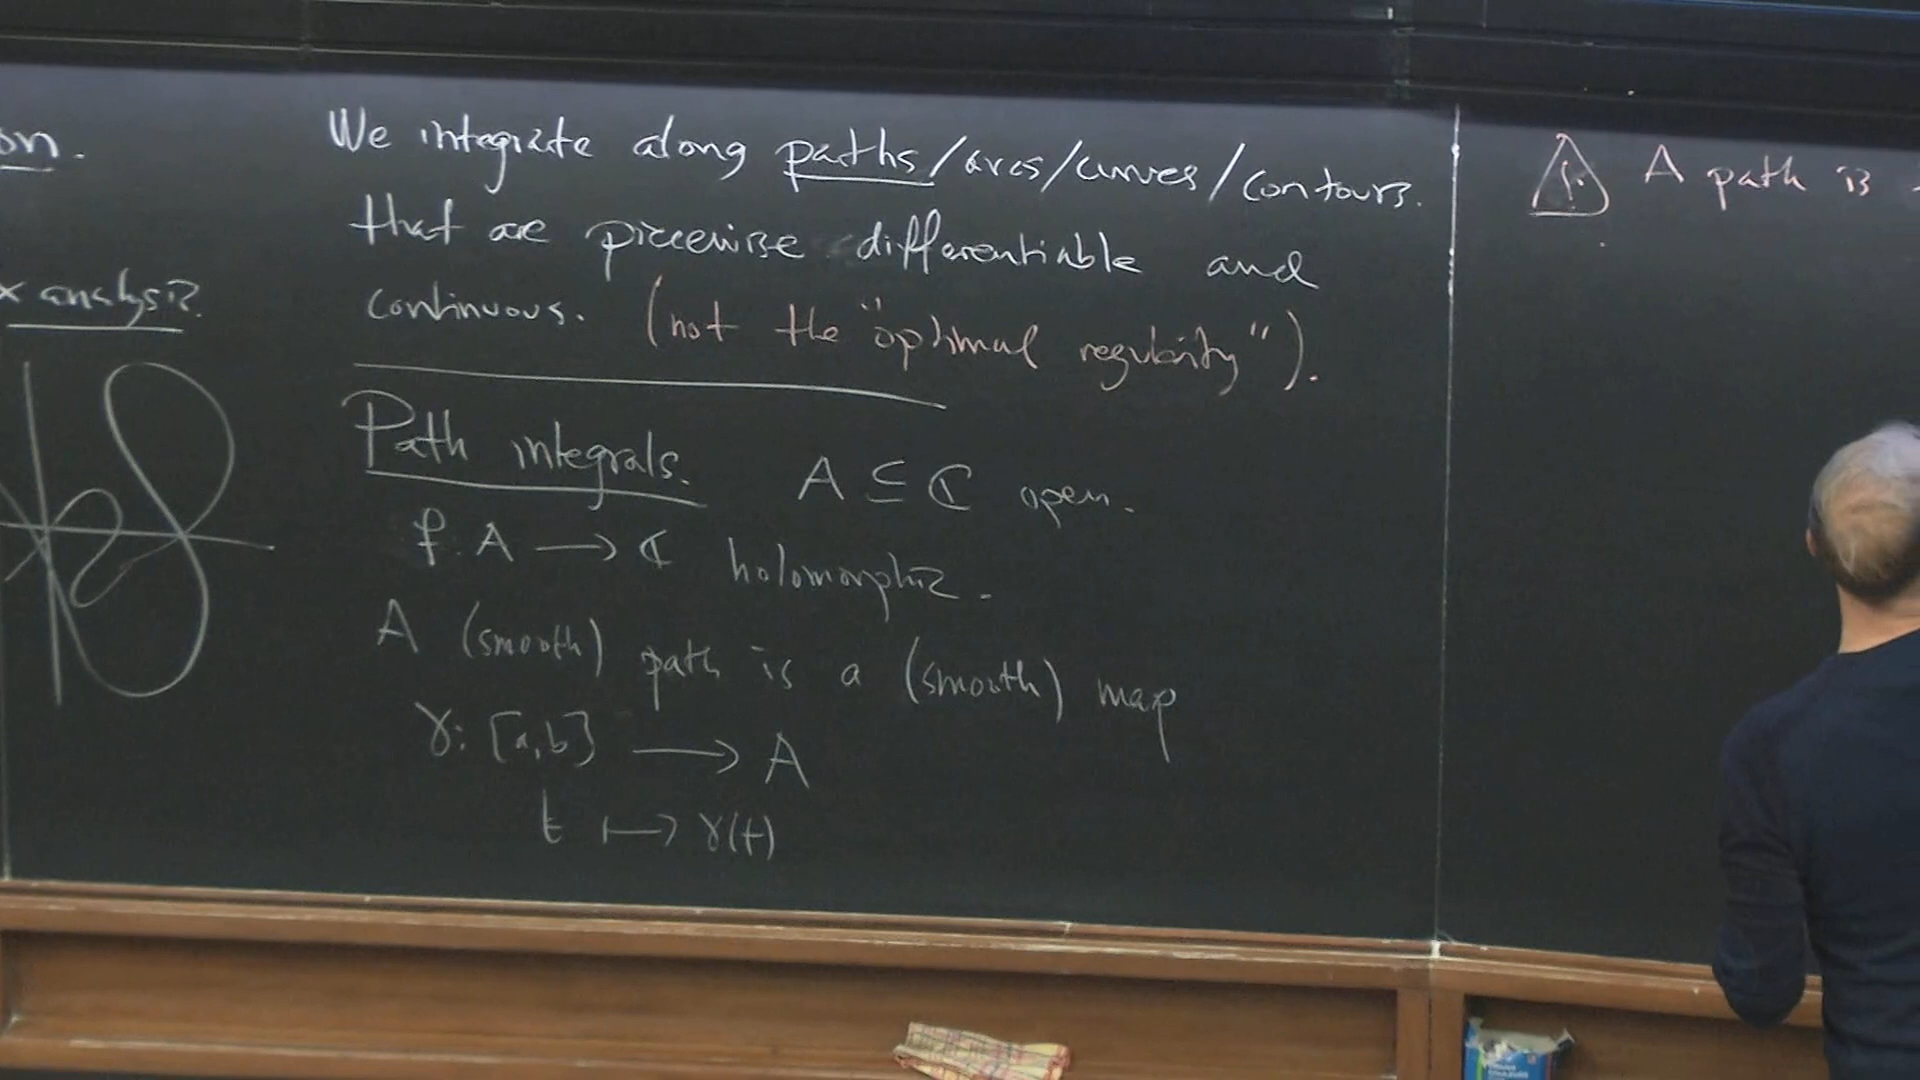 on.
x analysis.
We integrate along paths/arcs/curves/contours.
that are piecewise differentiable and
continuous. (not the "optimal regularity").
Path integrals. A ⊆ ℂ open.
f: A → ℂ holomorphic.
A (smooth) path is a (smooth) map
γ: [a,b] → A
t ↦ γ(t)
A path is